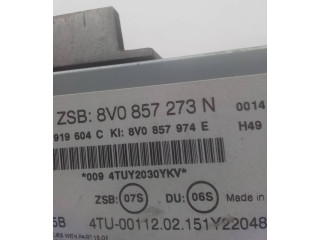 ZSB: 8V0 857 273 N 0014
919 604 C KI: 8V0 857 974 E H49
*009 4TUY2030YKV*
ZSB: 07S DU: 06S Made in
5B 4TU-00112.02.151Y22048